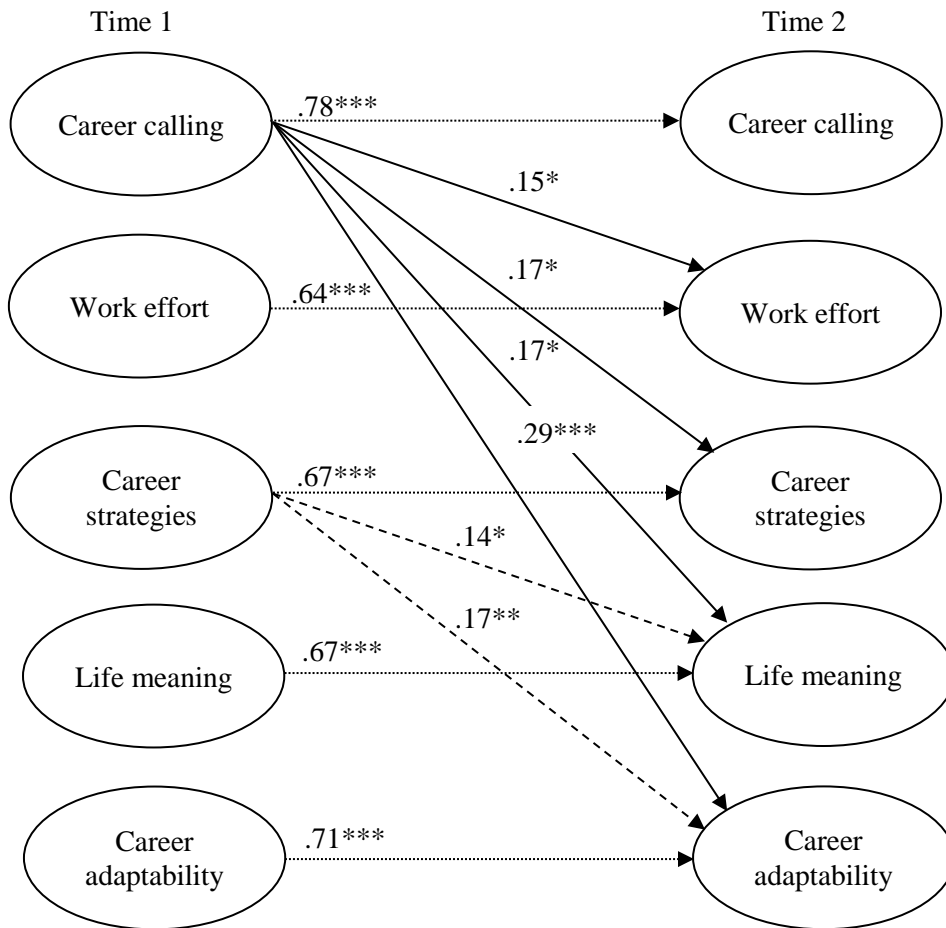 Time 1
Time 2
Career calling
.78***
Career calling
.15*
Work effort
.64***
.17*
Work effort
.17*
.29***
Career
strategies
.67***
Career
strategies
.14*
.17**
Life meaning
.67***
Life meaning
Career
adaptability
.71***
Career
adaptability